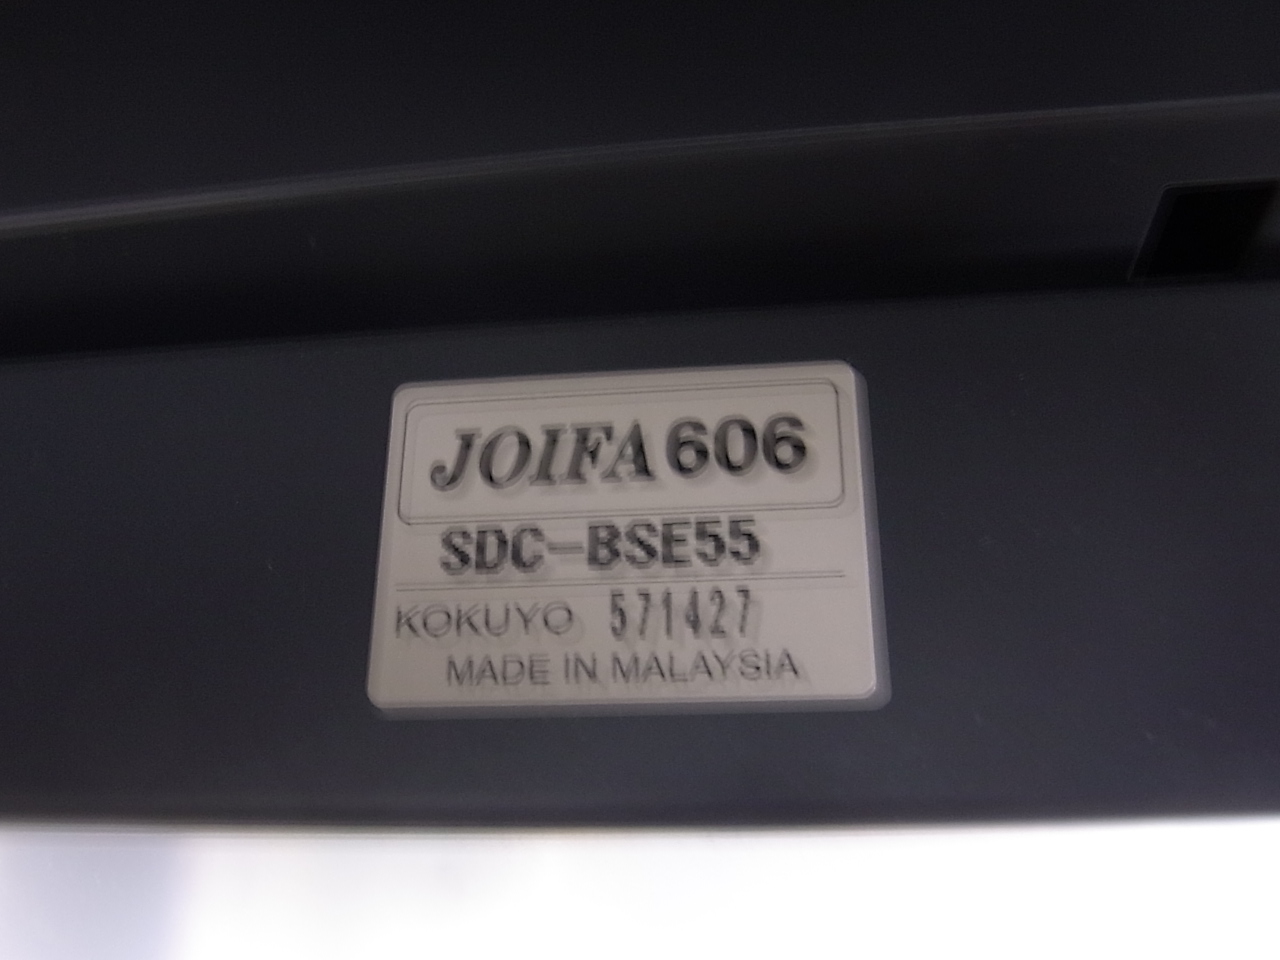 JOIFA 606
SDC-BSE55
KOKUYO 571427
MADE IN MALAYSIA